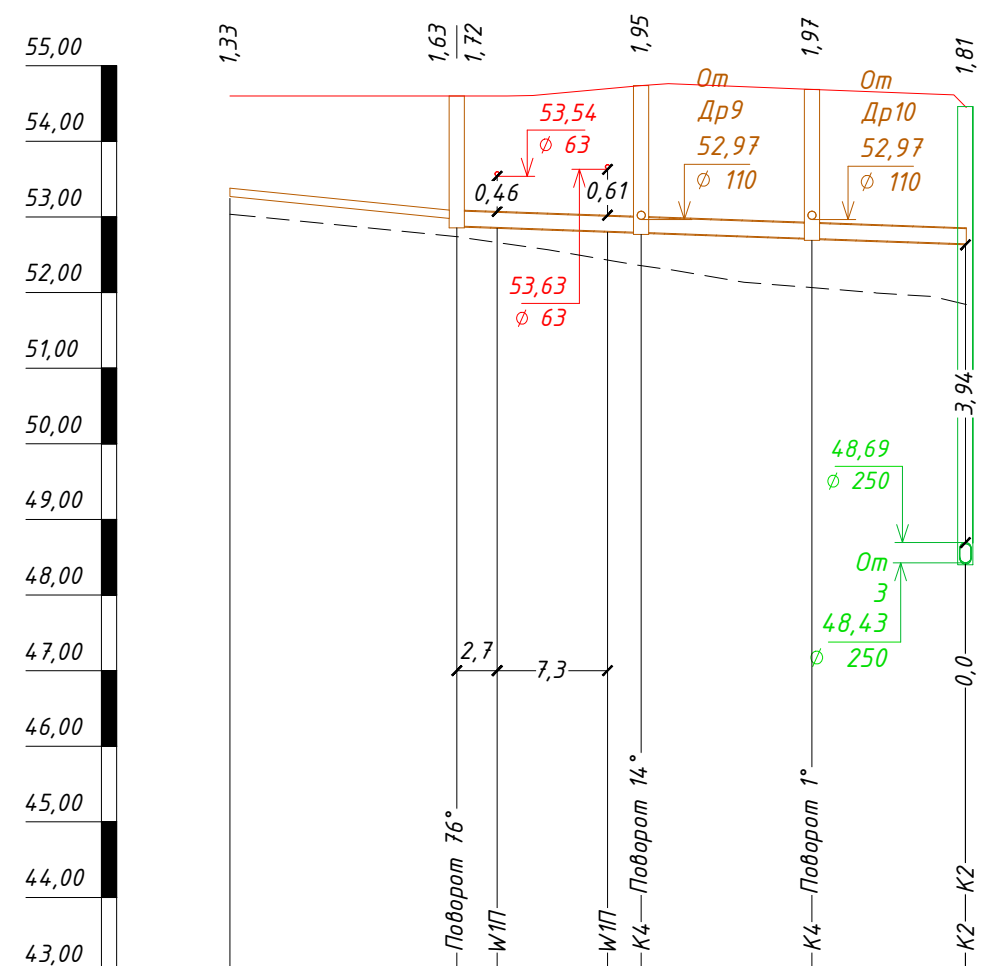 1,33
1,63
1,72
1,95
1,97
1,81
55,00
54,00
53,00
52,00
51,00
50,00
49,00
48,00
47,00
46,00
45,00
44,00
43,00
53,54
⌀ 63
0,46
0,61
53,63
⌀ 63
От
Др9
52,97
⌀ 110
От
Др10
52,97
⌀ 110
3,94
48,69
⌀ 250
От
3
48,43
⌀ 250
2,7
7,3
0,0
Поворот 76°
W1П
W1П
К4
Поворот 14°
К4
Поворот 1°
К2
К2